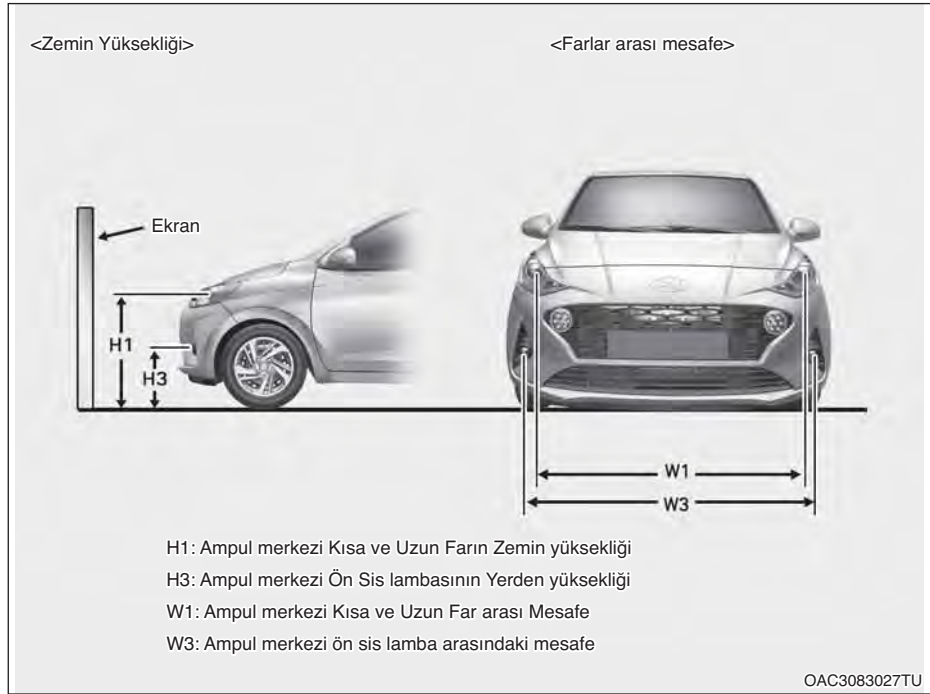 <Zemin Yüksekliği>
<Farlar arası mesafe>
Ekran
H1
H3
W1
W3
H1: Ampul merkezi Kısa ve Uzun Farın Zemin yüksekliği
H3: Ampul merkezi Ön Sis lambasının Yerden yüksekliği
W1: Ampul merkezi Kısa ve Uzun Far arası Mesafe
W3: Ampul merkezi ön sis lamba arasındaki mesafe
OAC3083027TU